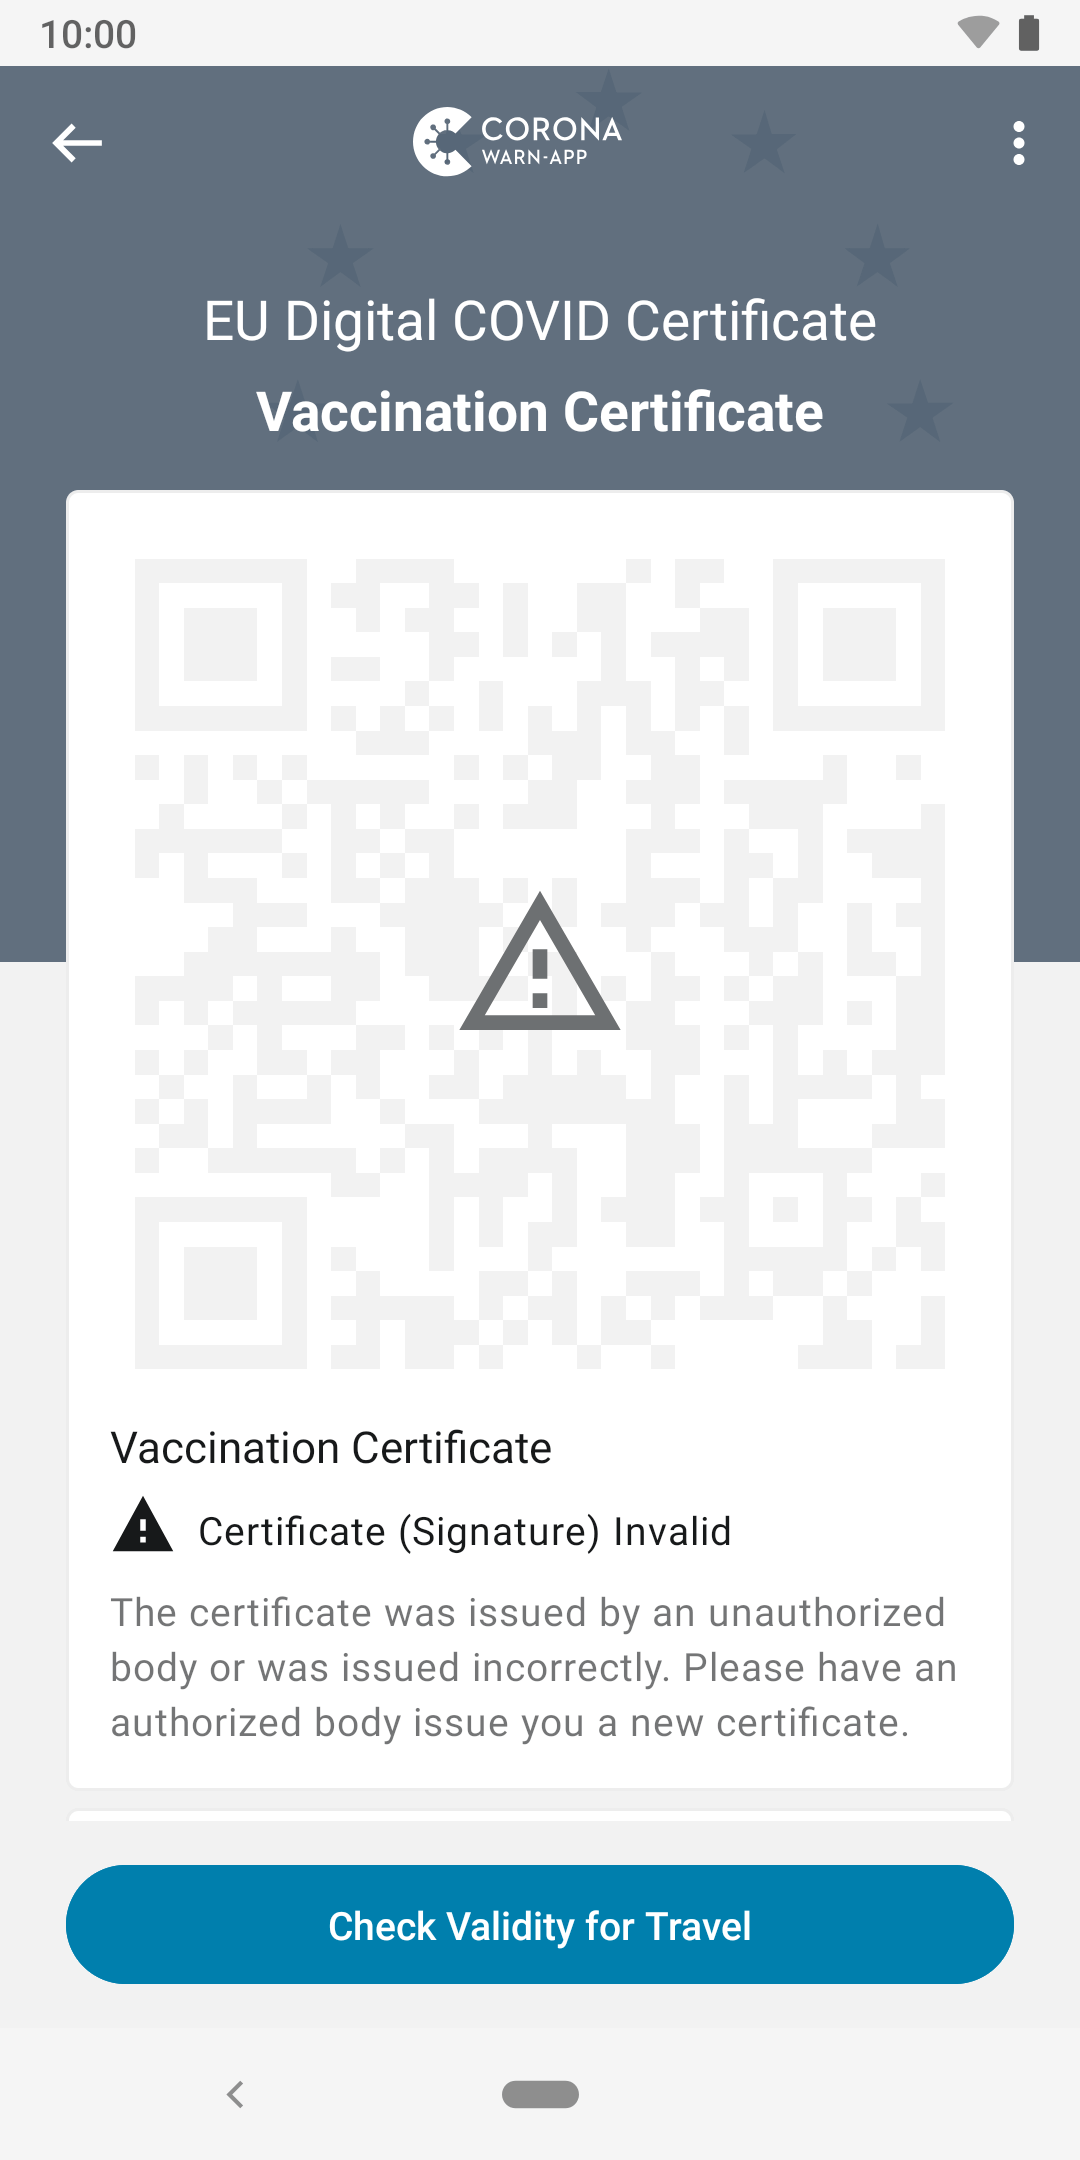 10:00
CORONA
WARN-APP
EU Digital COVID Certificate
Vaccination Certificate
Vaccination Certificate
Certificate (Signature) Invalid
The certificate was issued by an unauthorized
body or was issued incorrectly. Please have an
authorized body issue you a new certificate.
Check Validity for Travel